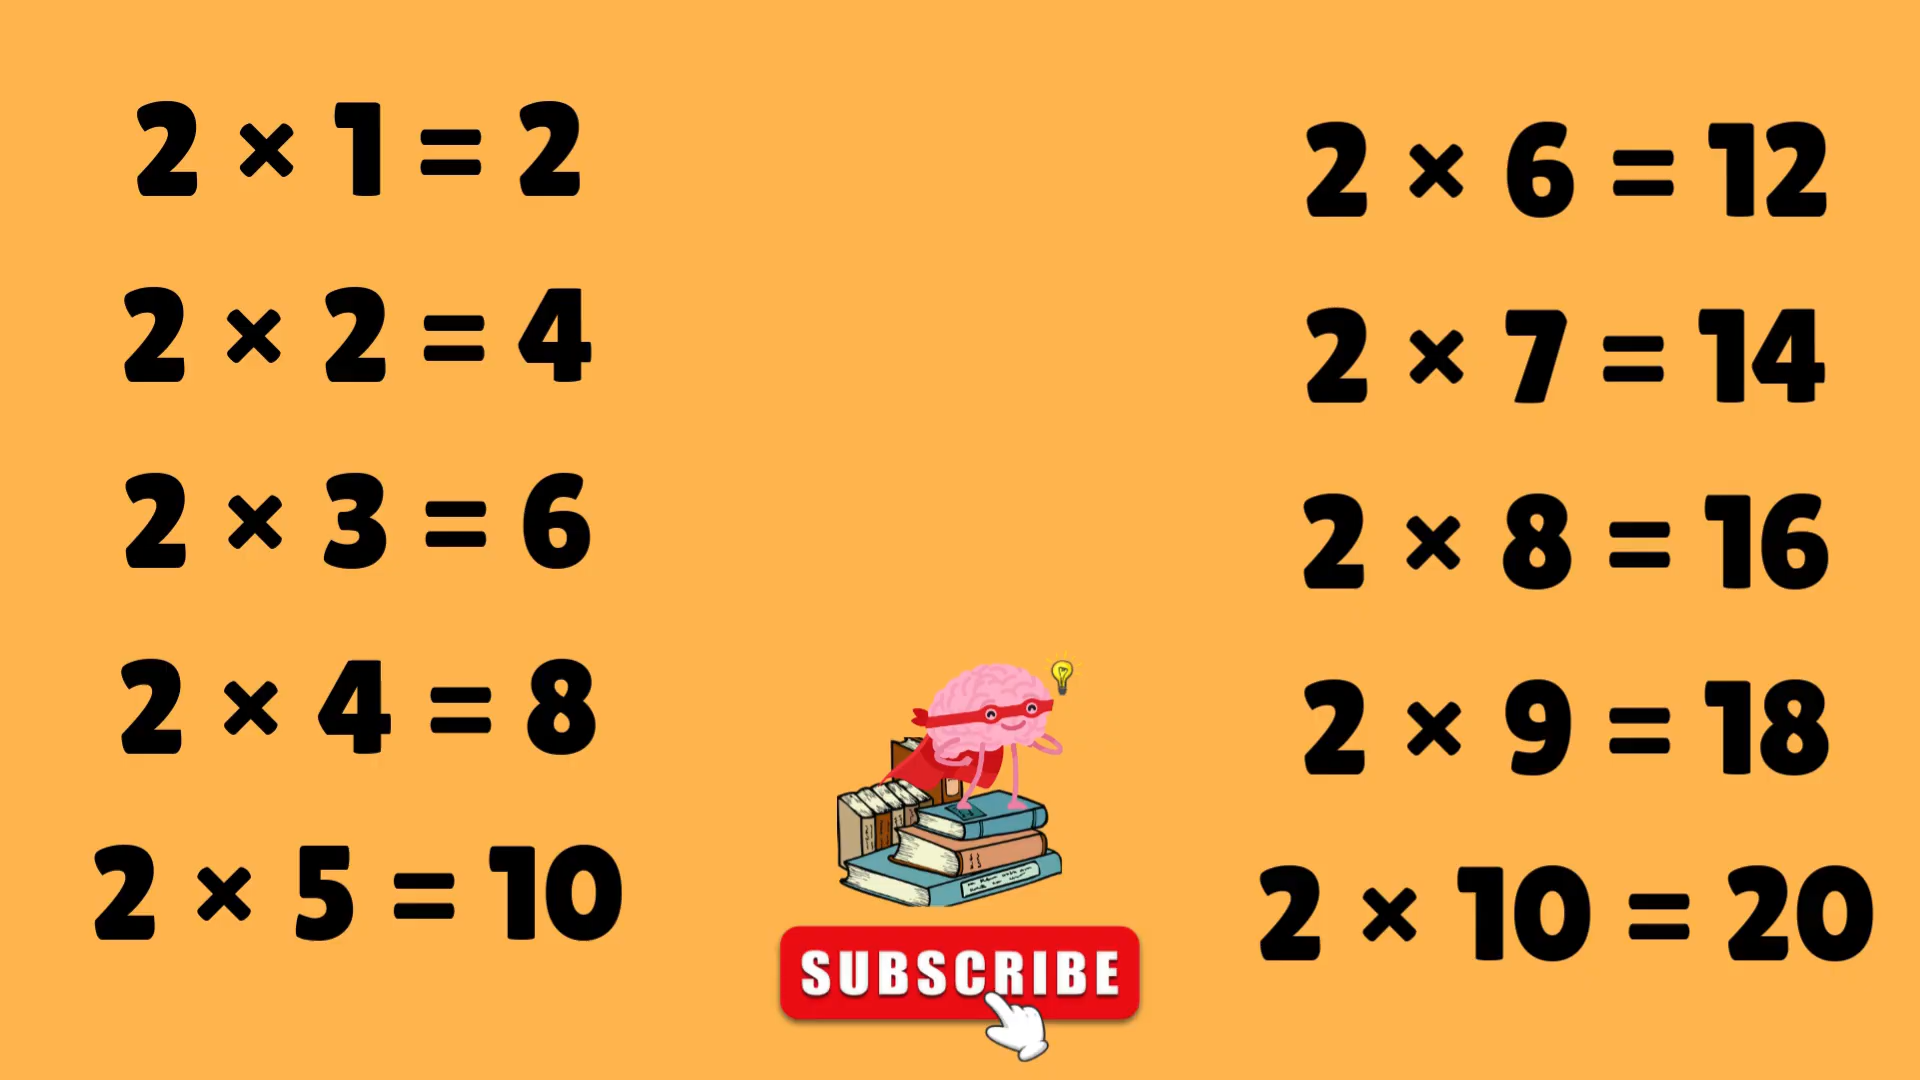 2 × 1 = 2
2 × 2 = 4
2 × 3 = 6
2 × 4 = 8
2 × 5 = 10
2 × 6 = 12
2 × 7 = 14
2 × 8 = 16
2 × 9 = 18
2 × 10 = 20
SUBSCRIBE